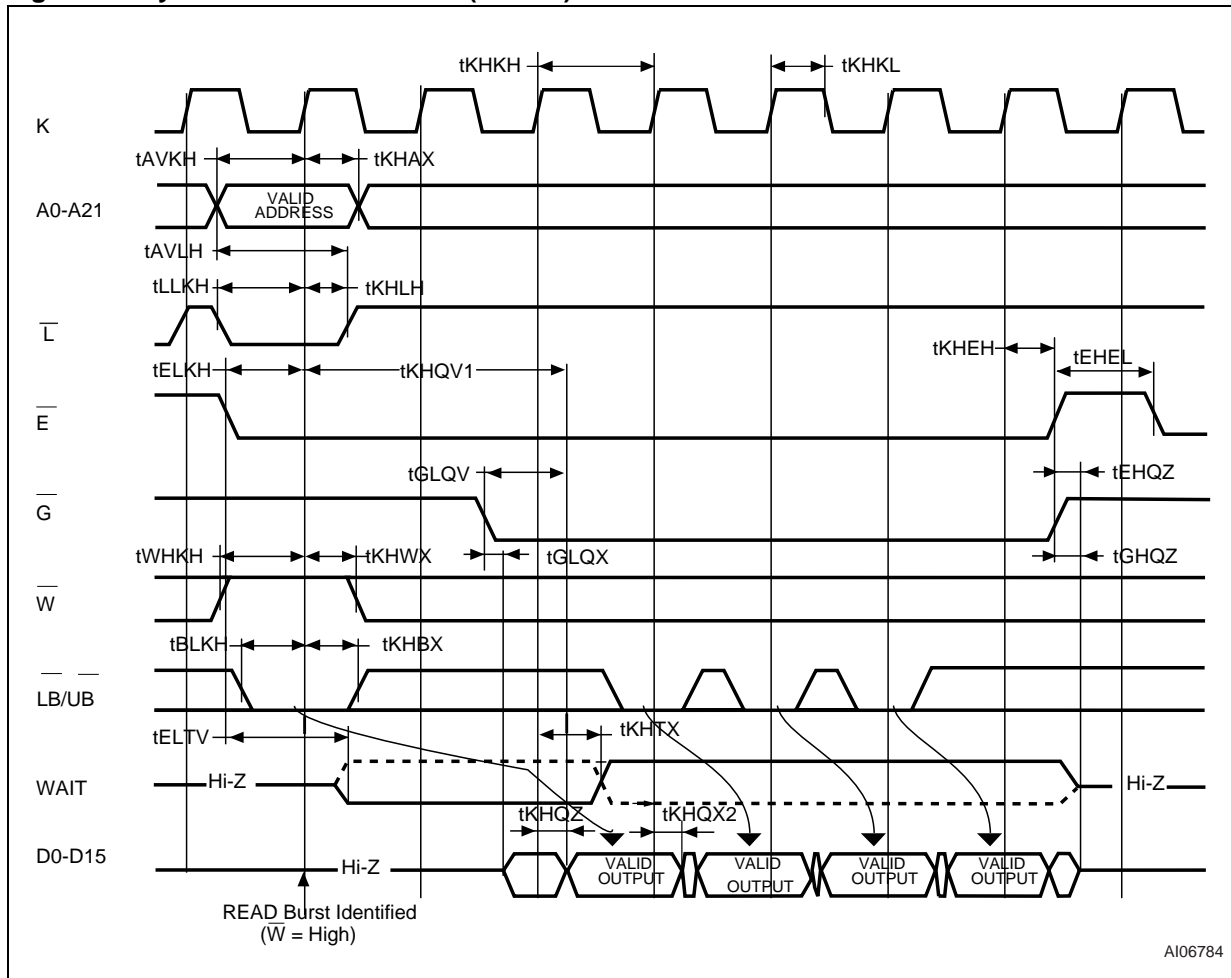 tKHKH
tKHKL
K
tAVKH
tKHAX
A0-A21
VALID
ADDRESS
tAVLH
tLLKH
tKHLH
L
tKHEH
tEHEL
tELKH
tKHQV1
E
tGLQV
tEHQZ
G
tWHKH
tKHWX
tGLQX
tGHQZ
W
tBLKH
tKHBX
LB/UB
tELTV
tKHTX
WAIT
Hi-Z
Hi-Z
tKHQZ
tKHQX2
D0-D15
Hi-Z
VALID
OUTPUT
VALID
OUTPUT
VALID
OUTPUT
VALID
OUTPUT
READ Burst Identified
(W = High)
AI06784